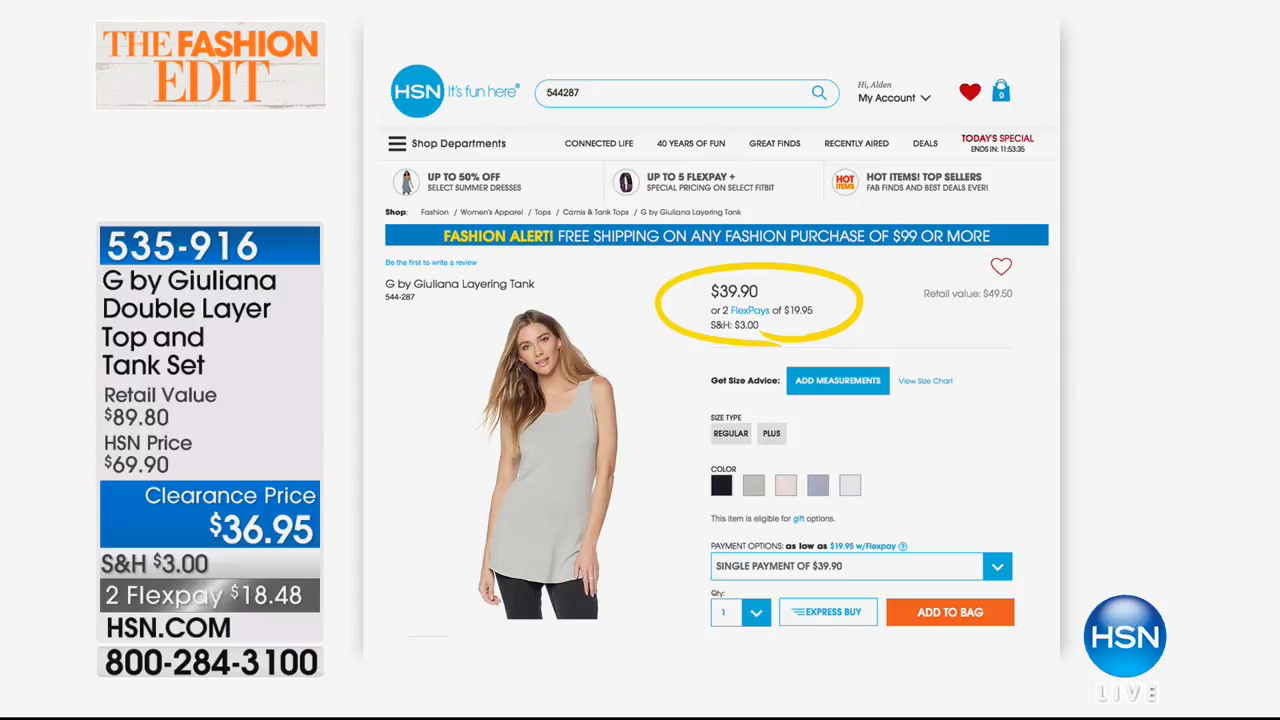 THE FASHION
EDIT
535-916
G by Giuliana
Double Layer
Top and
Tank Set
Retail Value
$89.80
HSN Price
$69.90
Clearance Price
$36.95
S&H $3.00
2 Flexpay $18.48
HSN.COM
800-284-3100
HSN It's fun here®
544287
Hi, Alden
My Account
0
Shop Departments
CONNECTED LIFE
40 YEARS OF FUN
GREAT FINDS
RECENTLY AIRED
DEALS
TODAY'S SPECIAL
ENDS IN: 11:53:35
UP TO 50% OFF
SELECT SUMMER DRESSES
UP TO 5 FLEXPAY +
SPECIAL PRICING ON SELECT FITBIT
HOT
ITEMS
HOT ITEMS! TOP SELLERS
FAB FINDS AND BEST DEALS EVER!
Shop: Fashion / Women's Apparel / Tops / Camis & Tank Tops / G by Giuliana Layering Tank
FASHION ALERT! FREE SHIPPING ON ANY FASHION PURCHASE OF $99 OR MORE
Be the first to write a review
G by Giuliana Layering Tank
544-287
$39.90
or 2 FlexPays of $19.95
S&H: $3.00
Retail value: $49.50
Get Size Advice: ADD MEASUREMENTS View Size Chart
SIZE TYPE
REGULAR PLUS
COLOR
This item is eligible for gift options.
PAYMENT OPTIONS: as low as $19.95 w/Flexpay ?
SINGLE PAYMENT OF $39.90
Qty:
1
EXPRESS BUY
ADD TO BAG
HSN
LIVE